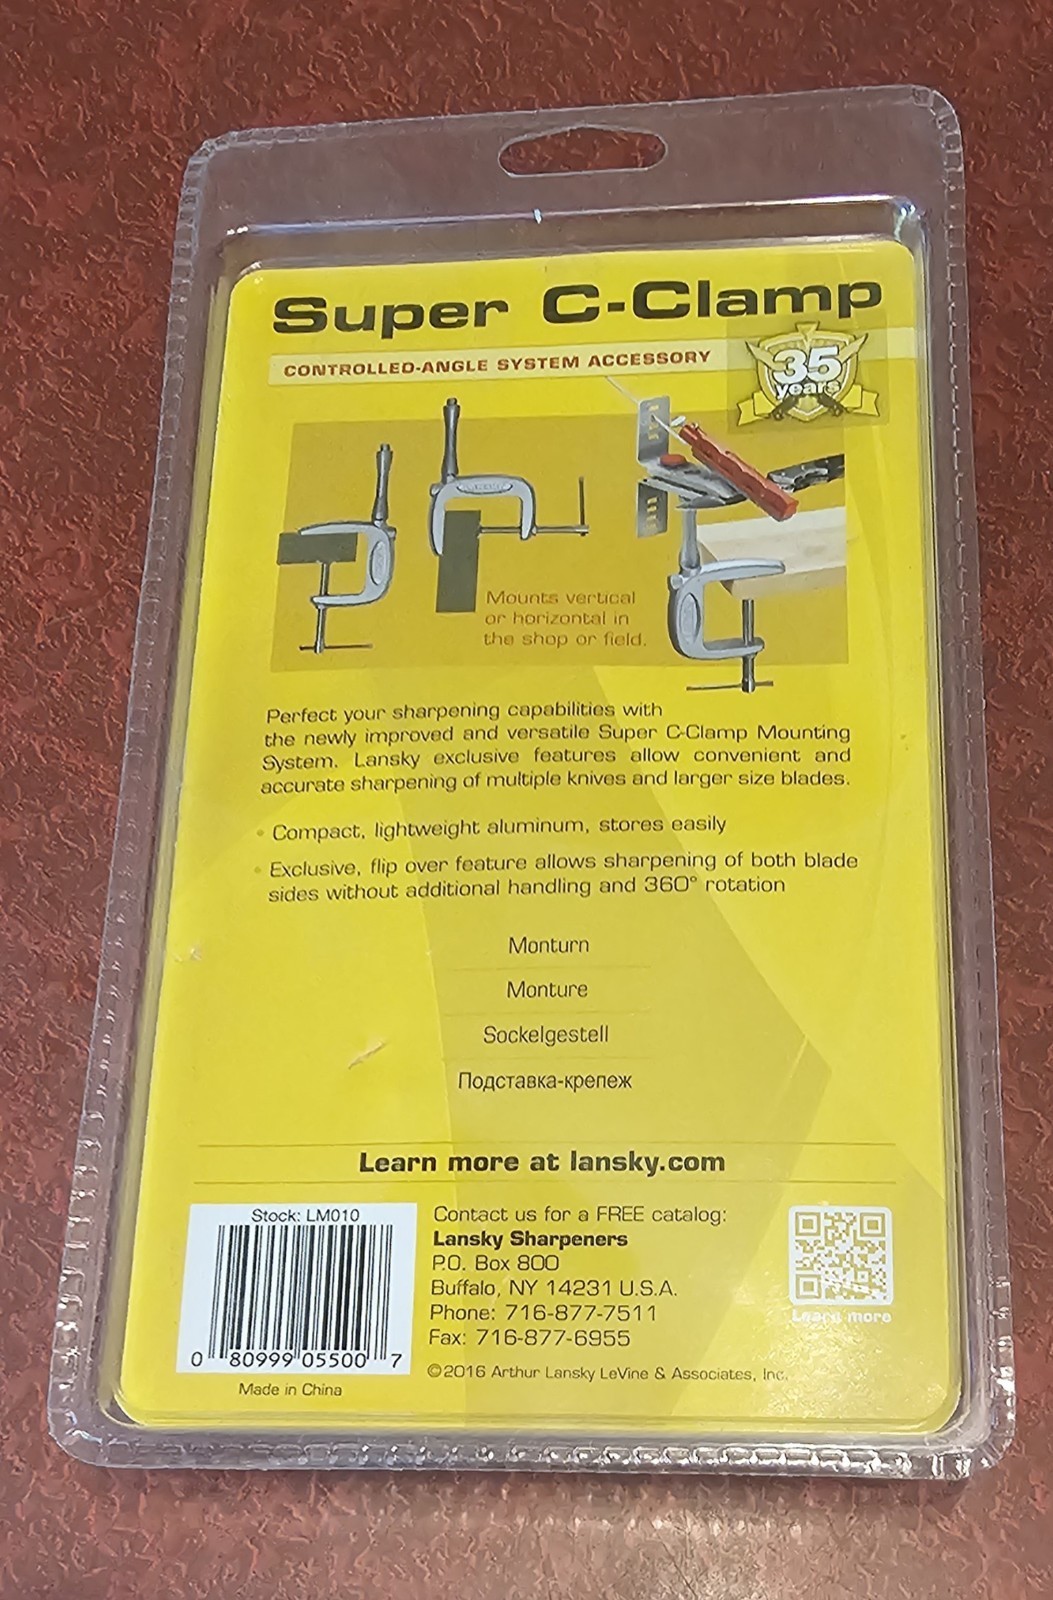 Super C-Clamp
CONTROLLED-ANGLE SYSTEM ACCESSORY
35
years
Mounts vertical
or horizontal in
the shop or field.
Perfect your sharpening capabilities with
the newly improved and versatile Super C-Clamp Mounting
System. Lansky exclusive features allow convenient and
accurate sharpening of multiple knives and larger size blades.
• Compact, lightweight aluminum, stores easily
• Exclusive, flip over feature allows sharpening of both blade
sides without additional handling and 360° rotation
Monturn
Monture
Sockelgestell
Подставка-крепеж
Learn more at lansky.com
Stock: LM010
0 80999 05500 7
Made in China
Contact us for a FREE catalog:
Lansky Sharpeners
P.O. Box 800
Buffalo, NY 14231 U.S.A.
Phone: 716-877-7511
Fax: 716-877-6955
©2016 Arthur Lansky LeVine & Associates, Inc.
Learn more